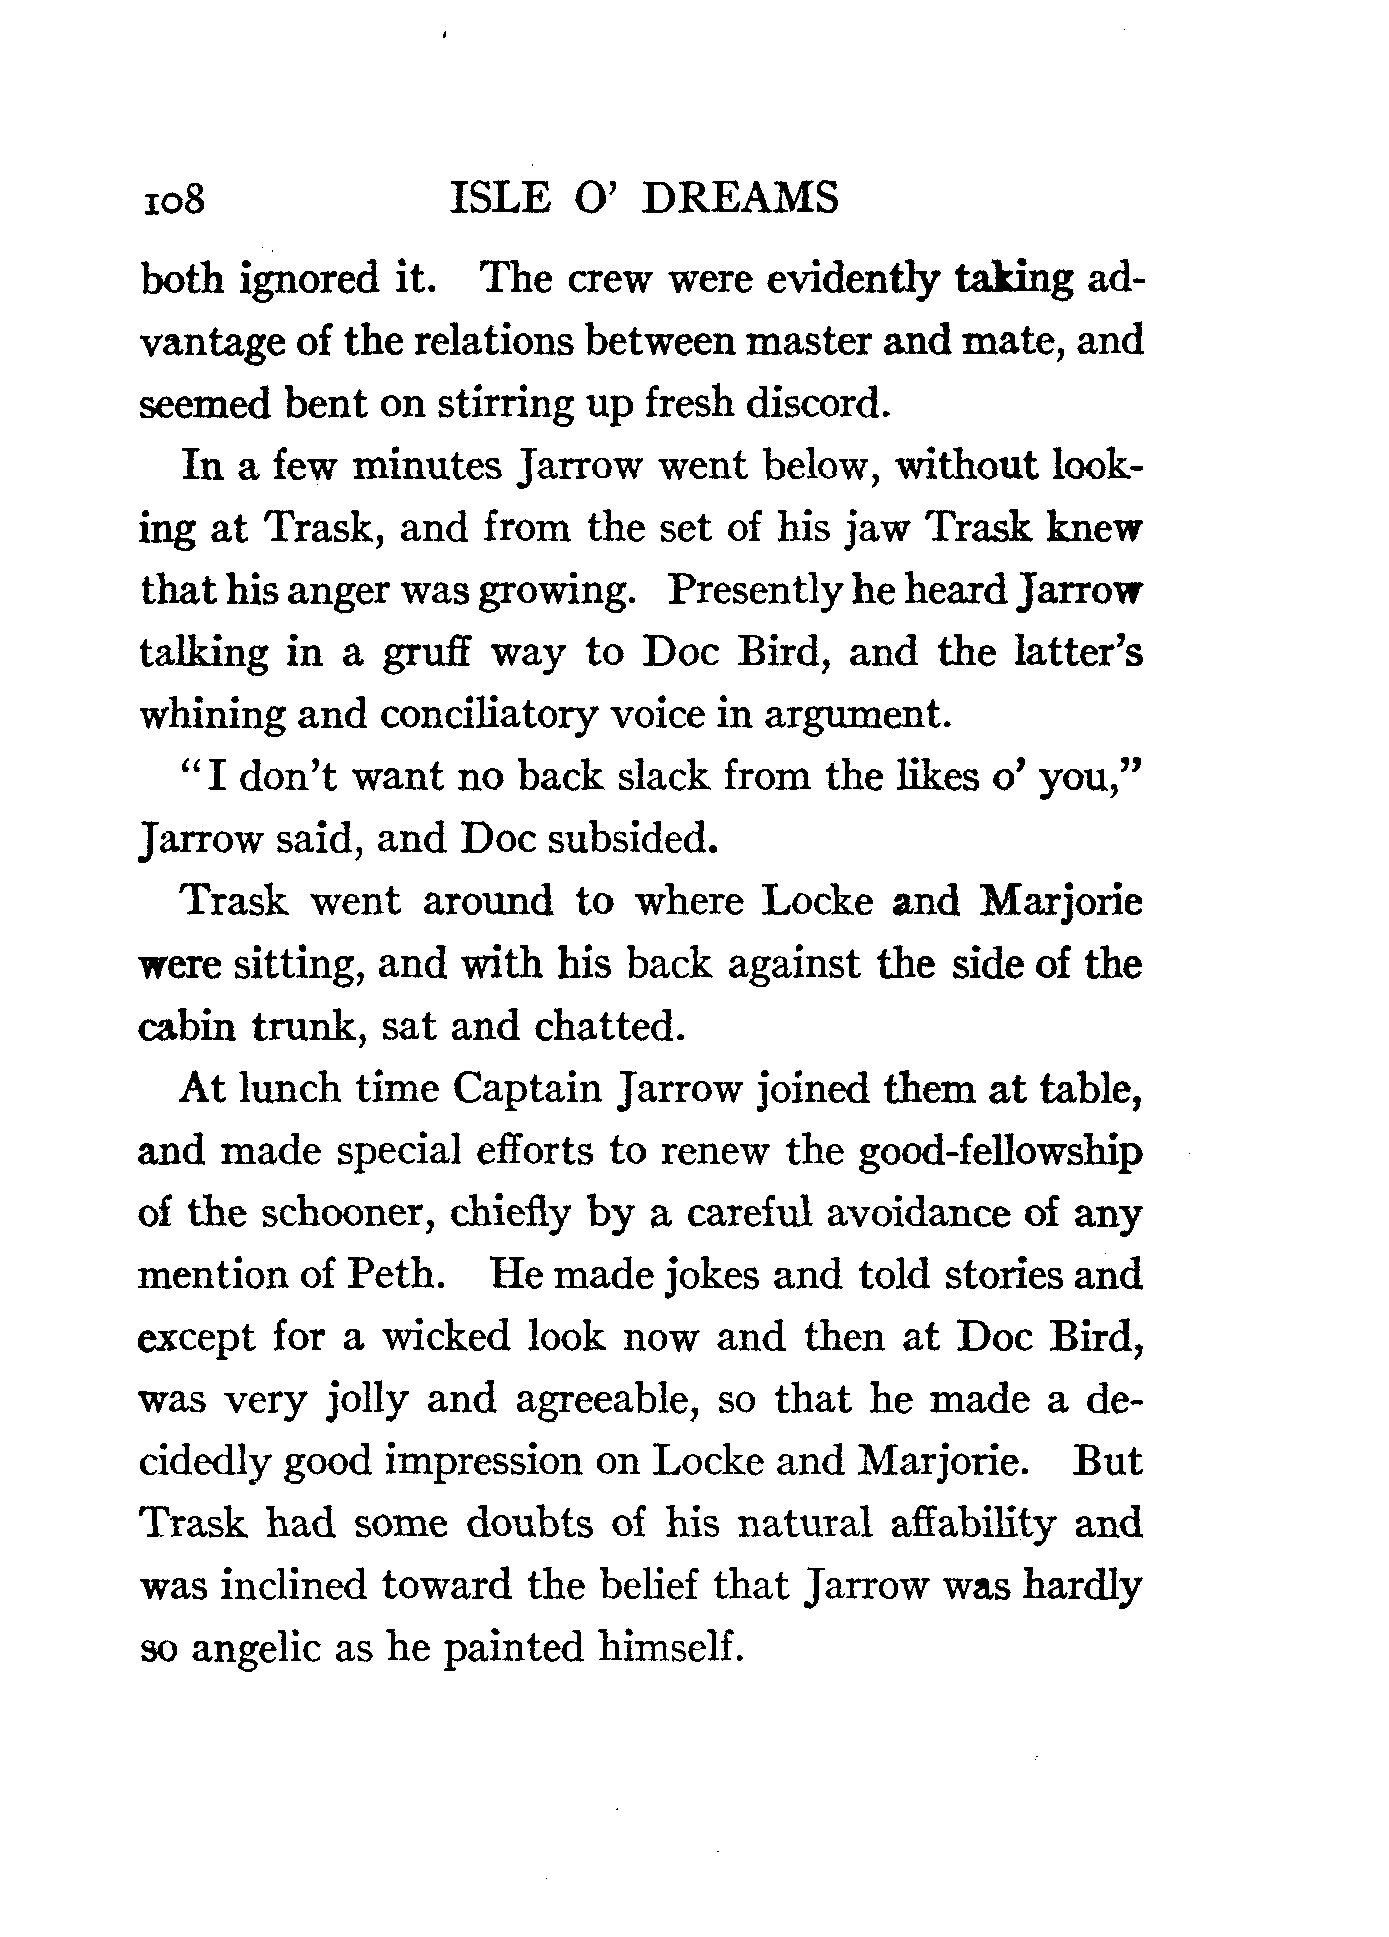 108 ISLE O' DREAMS
both ignored it. The crew were evidently taking ad-
vantage of the relations between master and mate, and
seemed bent on stirring up fresh discord.
In a few minutes Jarrow went below, without look-
ing at Trask, and from the set of his jaw Trask knew
that his anger was growing. Presently he heard Jarrow
talking in a gruff way to Doc Bird, and the latter's
whining and conciliatory voice in argument.
"I don't want no back slack from the likes o' you,"
Jarrow said, and Doc subsided.
Trask went around to where Locke and Marjorie
were sitting, and with his back against the side of the
cabin trunk, sat and chatted.
At lunch time Captain Jarrow joined them at table,
and made special efforts to renew the good-fellowship
of the schooner, chiefly by a careful avoidance of any
mention of Peth. He made jokes and told stories and
except for a wicked look now and then at Doc Bird,
was very jolly and agreeable, so that he made a de-
cidedly good impression on Locke and Marjorie. But
Trask had some doubts of his natural affability and
was inclined toward the belief that Jarrow was hardly
so angelic as he painted himself.